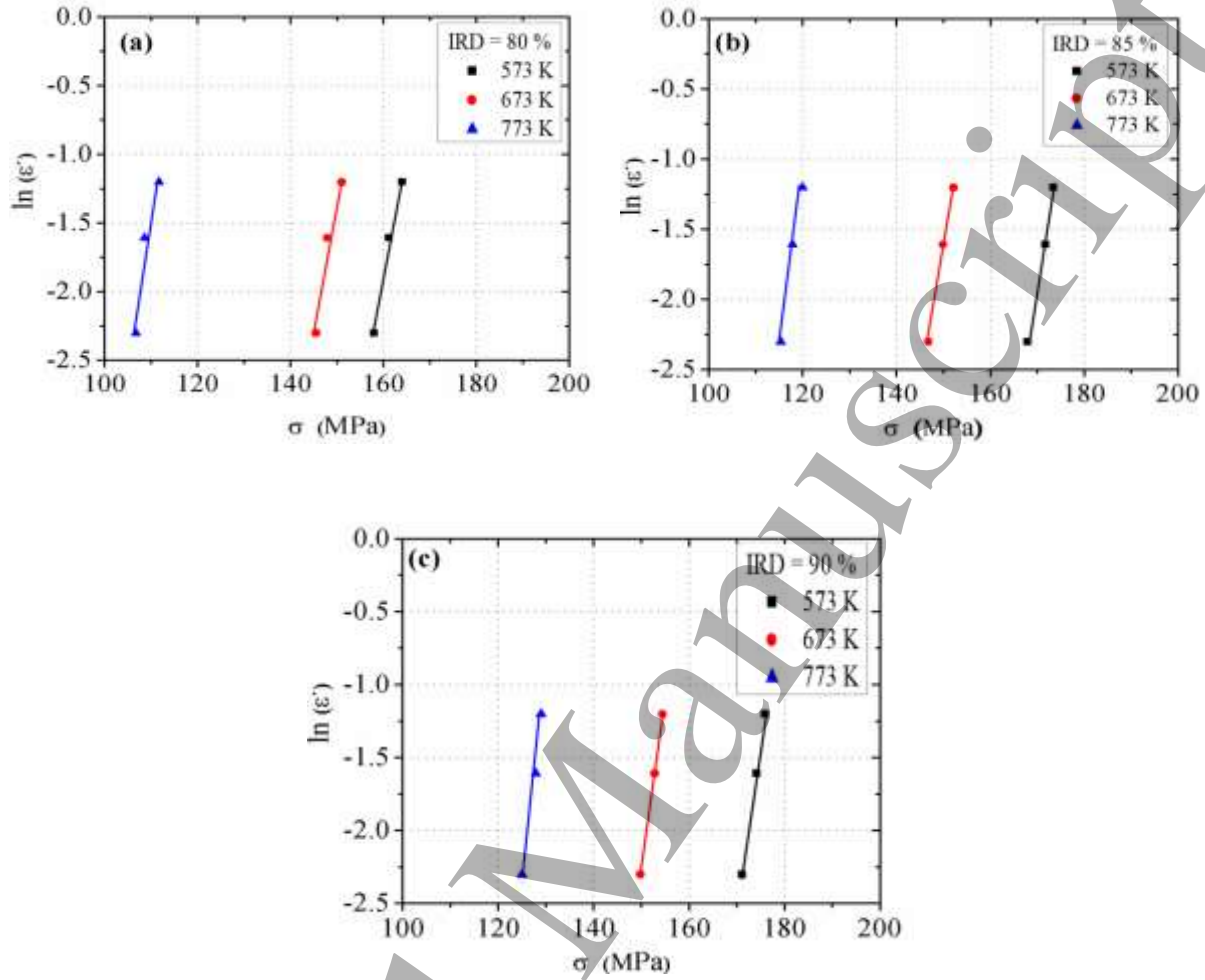 (a)
IRD = 80 %
573 K
673 K
773 K
0.0
-0.5
-1.0
-1.5
-2.0
-2.5
ln (ε˙)
100 120 140 160 180 200
σ (MPa)
(b)
IRD = 85 %
573 K
673 K
773 K
0.0
-0.5
-1.0
-1.5
-2.0
-2.5
ln (ε˙)
100 120 140 160 180 200
σ (MPa)
(c)
IRD = 90 %
573 K
673 K
773 K
0.0
-0.5
-1.0
-1.5
-2.0
-2.5
ln (ε˙)
100 120 140 160 180 200
σ (MPa)
Manuscript